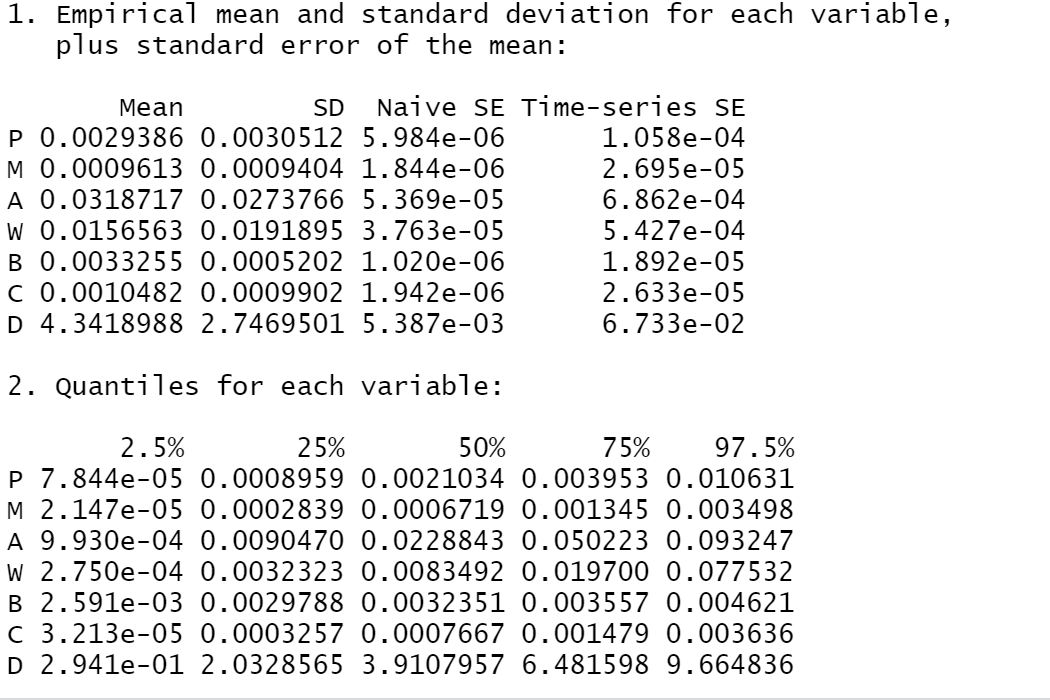 1. Empirical mean and standard deviation for each variable,
plus standard error of the mean:
Mean SD Naive SE Time-series SE
P 0.0029386 0.0030512 5.984e-06 1.058e-04
M 0.0009613 0.0009404 1.844e-06 2.695e-05
A 0.0318717 0.0273766 5.369e-05 6.862e-04
W 0.0156563 0.0191895 3.763e-05 5.427e-04
B 0.0033255 0.0005202 1.020e-06 1.892e-05
C 0.0010482 0.0009902 1.942e-06 2.633e-05
D 4.3418988 2.7469501 5.387e-03 6.733e-02
2. Quantiles for each variable:
2.5% 25% 50% 75% 97.5%
P 7.844e-05 0.0008959 0.0021034 0.003953 0.010631
M 2.147e-05 0.0002839 0.0006719 0.001345 0.003498
A 9.930e-04 0.0090470 0.0228843 0.050223 0.093247
W 2.750e-04 0.0032323 0.0083492 0.019700 0.077532
B 2.591e-03 0.0029788 0.0032351 0.003557 0.004621
C 3.213e-05 0.0003257 0.0007667 0.001479 0.003636
D 2.941e-01 2.0328565 3.9107957 6.481598 9.664836